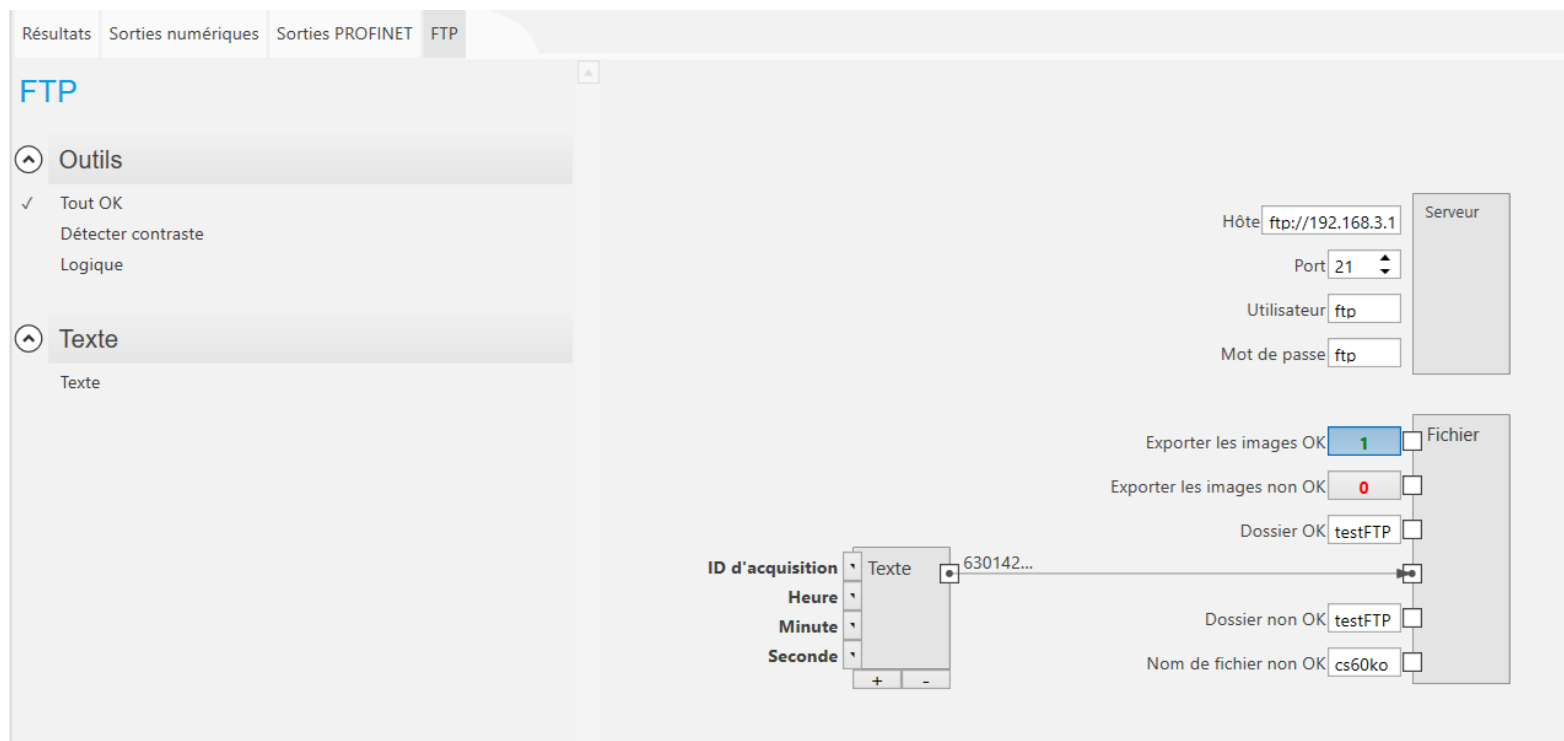 Résultats Sorties numériques Sorties PROFINET FTP
FTP
Outils
Tout OK
Détecter contraste
Logique
Texte
Texte
Serveur
Hôte ftp://192.168.3.1
Port 21
Utilisateur ftp
Mot de passe ftp
Fichier
Exporter les images OK 1
Exporter les images non OK 0
Dossier OK testFTP
ID d'acquisition Texte 630142...
Heure
Minute
Seconde
+ -
Dossier non OK testFTP
Nom de fichier non OK cs60ko